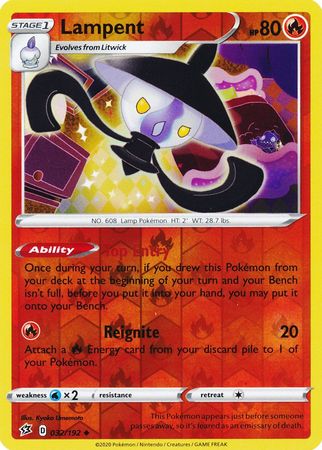 STAGE 1
Lampent
HP 80
Evolves from Litwick
NO. 608 Lamp Pokémon HT: 2' WT: 28.7 lbs.
Ability Top Entry
Once during your turn, if you drew this Pokémon from
your deck at the beginning of your turn and your Bench
isn't full, before you put it into your hand, you may put it
onto your Bench.
Reignite 20
Attach a Energy card from your discard pile to 1 of
your Pokémon.
weakness ×2 resistance retreat
Illus. Kyoko Umemoto
D 032/192
This Pokémon appears just before someone
passes away, so it's feared as an emissary of death.
©2020 Pokémon / Nintendo / Creatures / GAME FREAK